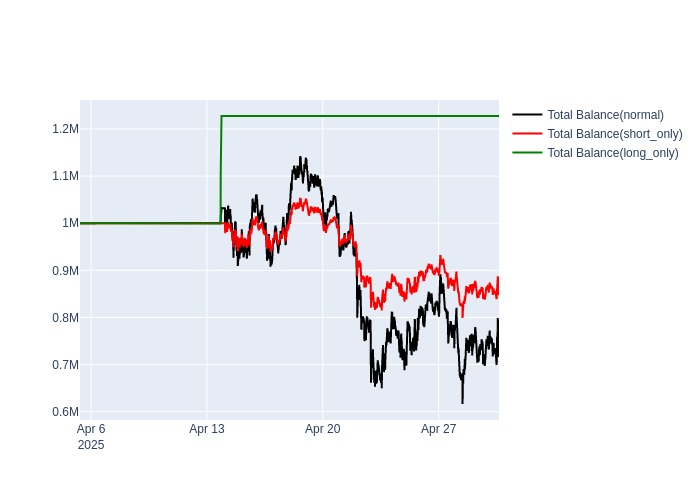 1.2M
1.1M
1M
0.9M
0.8M
0.7M
0.6M
Apr 6
2025
Apr 13
Apr 20
Apr 27
Total Balance(normal)
Total Balance(short_only)
Total Balance(long_only)